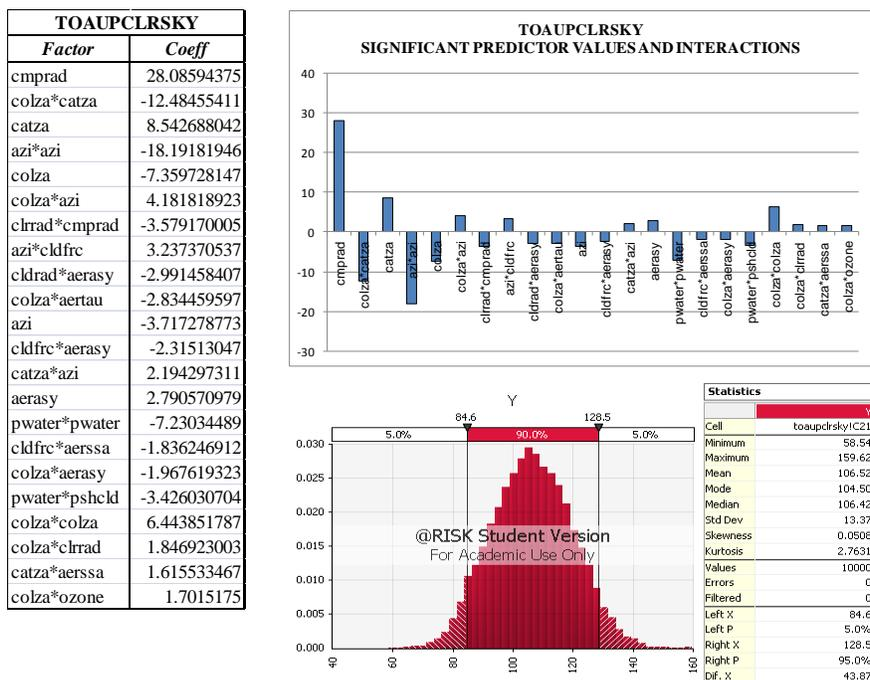 TOAUPCLRSKY
Factor Coeff
cmprad 28.08594375
colza*catza -12.48455411
catza 8.542688042
azi*azi -18.19181946
colza -7.359728147
colza*azi 4.181818923
clrrad*cmprad -3.579170005
azi*cldfrc 3.237370537
cldrad*aerasy -2.991458407
colza*aertau -2.834459597
azi -3.717278773
cldfrc*aerasy -2.31513047
catza*azi 2.194297311
aerasy 2.790570979
pwater*pwater -7.23034489
cldfrc*aerssa -1.836246912
colza*aerasy -1.967619323
pwater*pshcld -3.426030704
colza*colza 6.443851787
colza*clrrad 1.846923003
catza*aerssa 1.615533467
colza*ozone 1.7015175
TOAUPCLRSKY
SIGNIFICANT PREDICTOR VALUES AND INTERACTIONS
40
30
20
10
0
-10
-20
-30
cmprad
colza*catza
catza
azi*azi
colza
colza*azi
clrrad*cmprad
azi*cldfrc
cldrad*aerasy
colza*aertau
azi
cldfrc*aerasy
catza*azi
aerasy
pwater*pwater
cldfrc*aerssa
colza*aerasy
pwater*pshcld
colza*colza
colza*clrrad
catza*aerssa
colza*ozone
Y
84.6 128.5
5.0% 90.0% 5.0%
0.030
0.025
0.020
0.015
0.010
0.005
0.000
@RISK Student Version
For Academic Use Only
40 60 80 100 120 140 160
Statistics
Cell toaupclrsky!C21
Minimum 58.54
Maximum 159.62
Mean 106.52
Mode 104.50
Median 106.42
Std Dev 13.37
Skewness 0.0508
Kurtosis 2.7631
Values 10000
Errors 0
Filtered 0
Left X 84.6
Left P 5.0%
Right X 128.5
Right P 95.0%
Dif. X 43.87